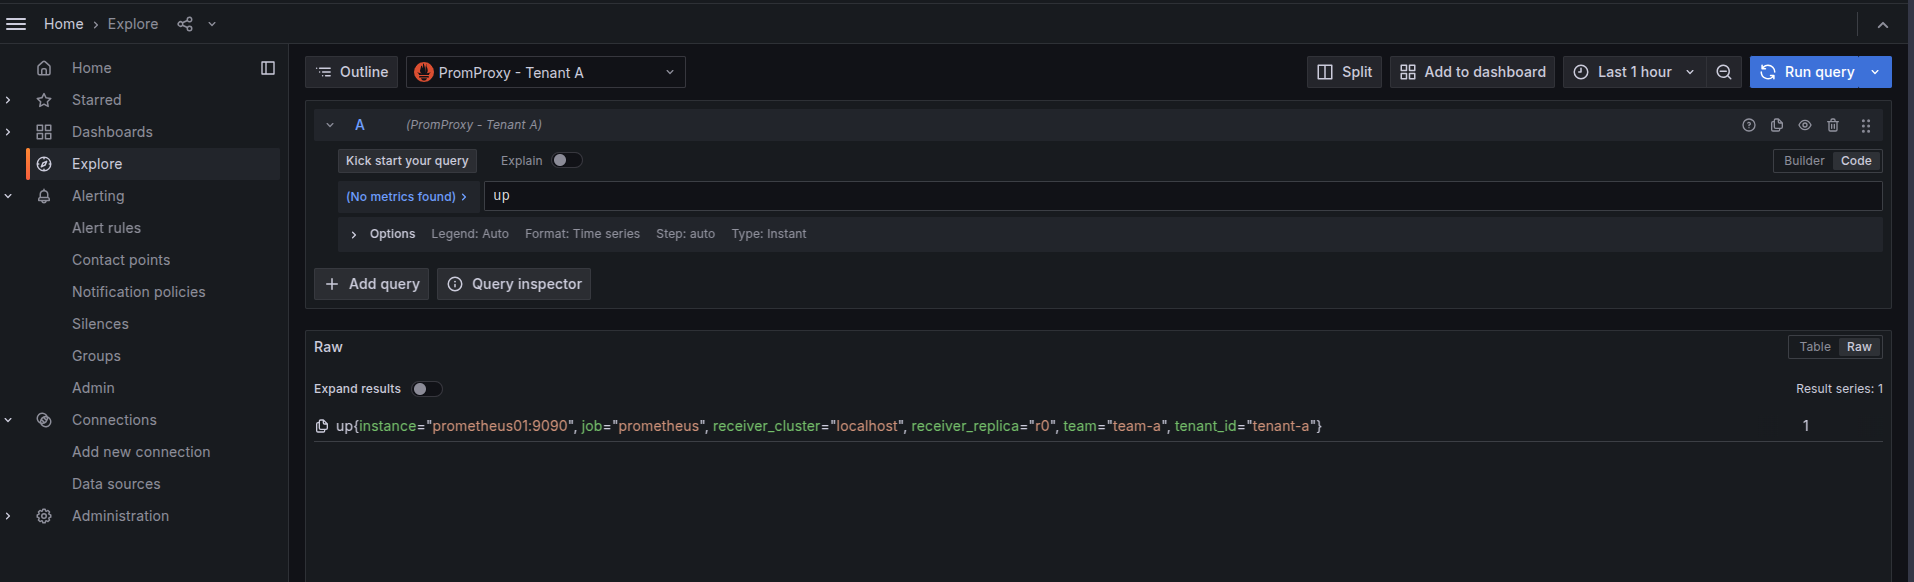 Home › Explore
Home
Starred
Dashboards
Explore
Alerting
Alert rules
Contact points
Notification policies
Silences
Groups
Admin
Connections
Add new connection
Data sources
Administration
Outline PromProxy - Tenant A Split Add to dashboard Last 1 hour Run query
A (PromProxy - Tenant A)
Kick start your query Explain Builder Code
(No metrics found) › up
Options Legend: Auto Format: Time series Step: auto Type: Instant
+ Add query Query inspector
Raw Table Raw
Expand results Result series: 1
up{instance="prometheus01:9090", job="prometheus", receiver_cluster="localhost", receiver_replica="r0", team="team-a", tenant_id="tenant-a"} 1